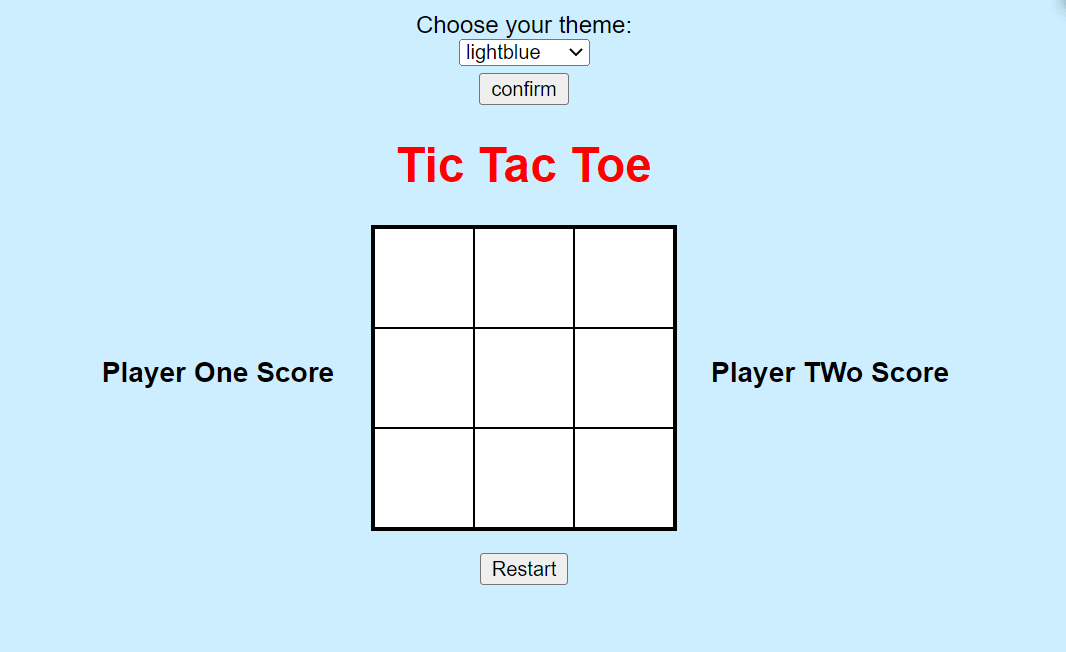 Choose your theme:
lightblue
confirm
Tic Tac Toe
Player One Score
Player TWo Score
Restart